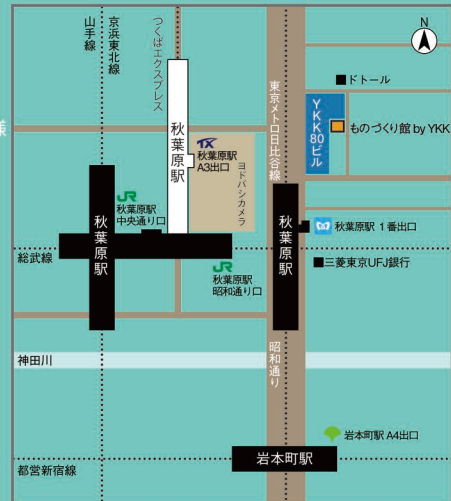 山手線
京浜東北線
つくばエクスプレス
N
東京メトロ日比谷線
ドトール
YKK80ビル
ものづくり館 by YKK
様
秋葉原駅
TX
秋葉原駅
A3出口
ヨドバシカメラ
JR
秋葉原駅
中央通り口
秋葉原駅
秋葉原駅
秋葉原駅 1番出口
総武線
JR
秋葉原駅
昭和通り口
三菱東京UFJ銀行
昭和通り
神田川
岩本町駅 A4出口
岩本町駅
都営新宿線